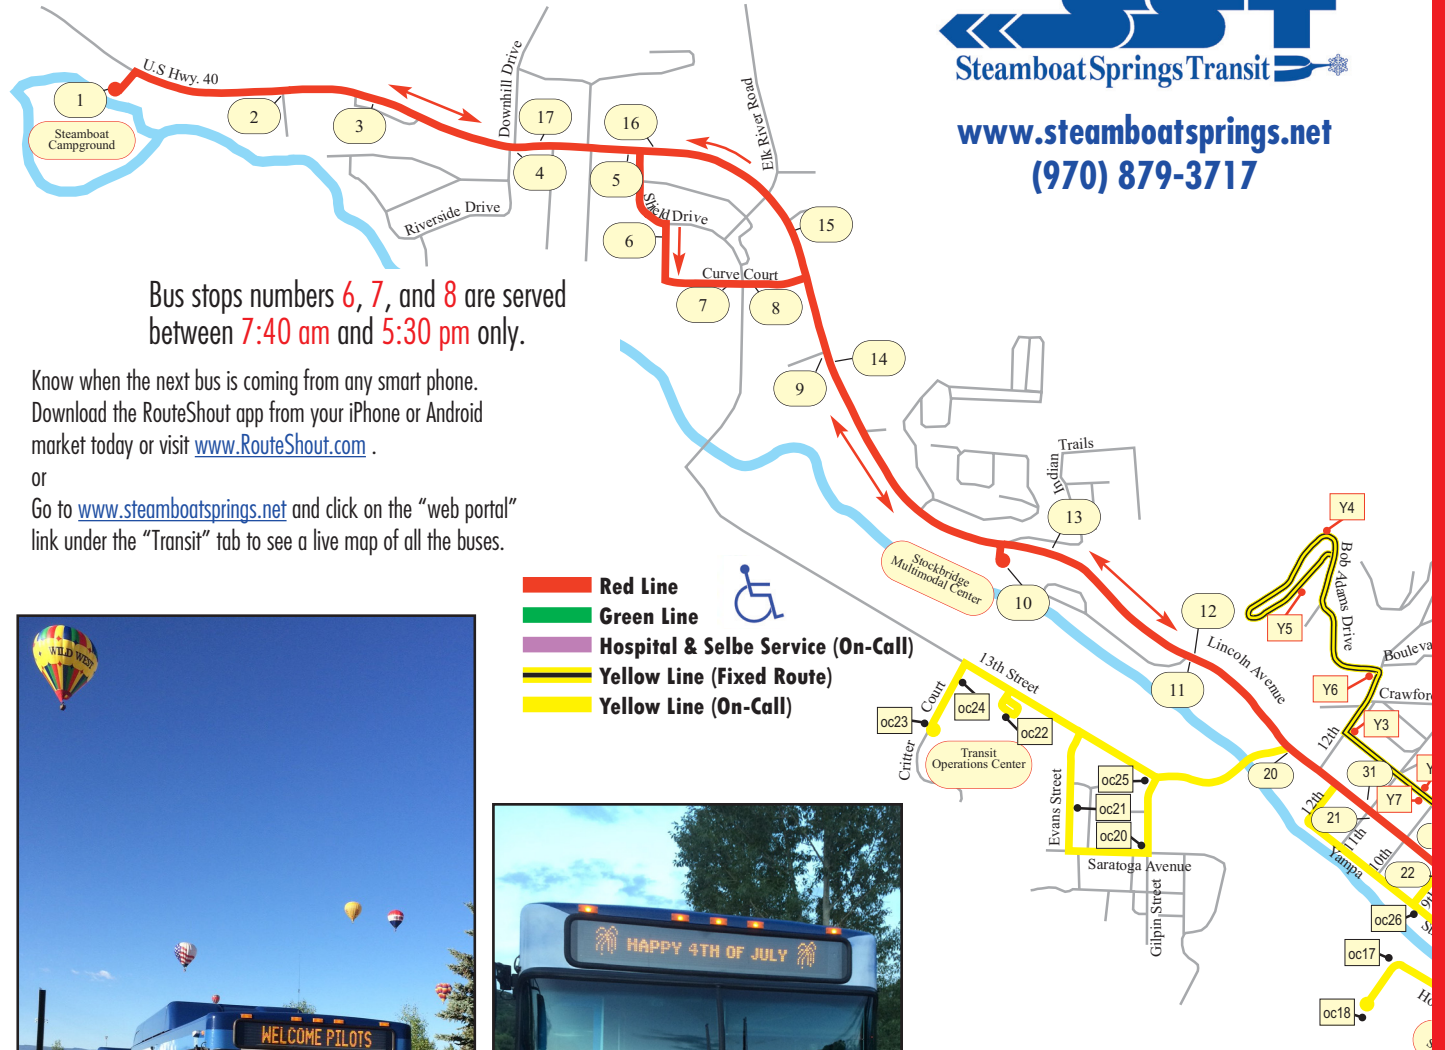 SST
Steamboat Springs Transit
www.steamboatsprings.net
(970) 879-3717
U.S Hwy. 40
1
Steamboat
Campground
2
3
Downhill Drive
17
4
16
5
Elk River Road
Riverside Drive
Shield Drive
6
15
Curve Court
7
8
Bus stops numbers 6, 7, and 8 are served
between 7:40 am and 5:30 pm only.
14
9
Know when the next bus is coming from any smart phone.
Download the RouteShout app from your iPhone or Android
market today or visit www.RouteShout.com .
or
Go to www.steamboatsprings.net and click on the “web portal”
link under the “Transit” tab to see a live map of all the buses.
Indian
Trails
13
Stockbridge
Multimodal Center
10
12
11
Lincoln Avenue
Y4
Bob Adams Drive
Y5
Y6
Y3
Y7
Crawfor
Bouleva
Red Line
Green Line
Hospital & Selbe Service (On-Call)
Yellow Line (Fixed Route)
Yellow Line (On-Call)
13th Street
Critter
Court
oc24
oc23
oc22
Transit
Operations Center
oc25
oc21
oc20
Evans Street
Saratoga Avenue
Gilpin Street
20
12th
31
12th
21
11th
10th
22
Yampa
9t
St
oc26
oc17
Ho
oc18
S
Y
WILD WEST
WELCOME PILOTS
HAPPY 4TH OF JULY